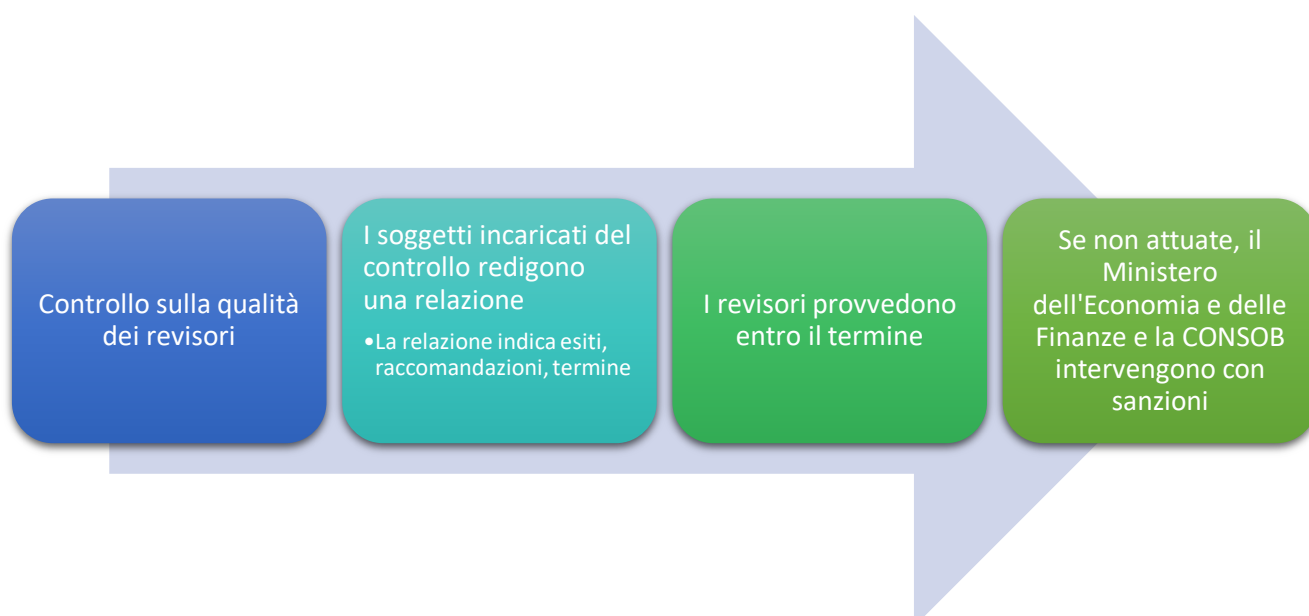 Controllo sulla qualità
dei revisori
I soggetti incaricati del
controllo redigono
una relazione
•La relazione indica esiti,
raccomandazioni, termine
I revisori provvedono
entro il termine
Se non attuate, il
Ministero
dell'Economia e delle
Finanze e la CONSOB
intervengono con
sanzioni